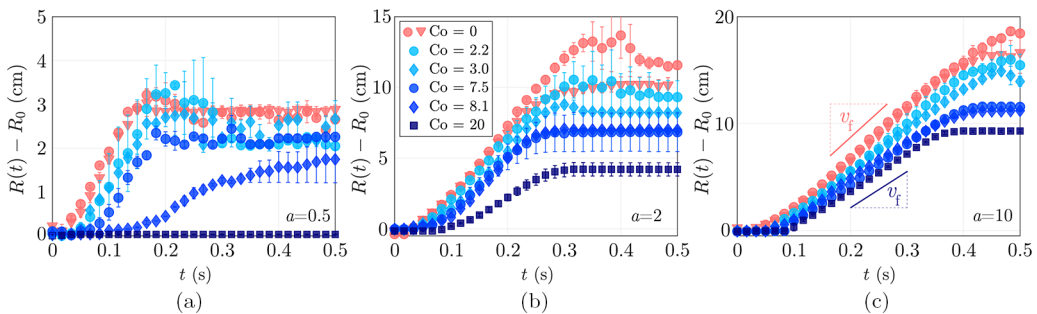 5
4
3
2
1
0
R(t) − R0 (cm)
a=0.5
0 0.1 0.2 0.3 0.4 0.5
t (s)
(a)
15
10
5
0
R(t) − R0 (cm)
Co = 0
Co = 2.2
Co = 3.0
Co = 7.5
Co = 8.1
Co = 20
a=2
0 0.1 0.2 0.3 0.4 0.5
t (s)
(b)
20
10
0
R(t) − R0 (cm)
vf
vf
a=10
0 0.1 0.2 0.3 0.4 0.5
t (s)
(c)